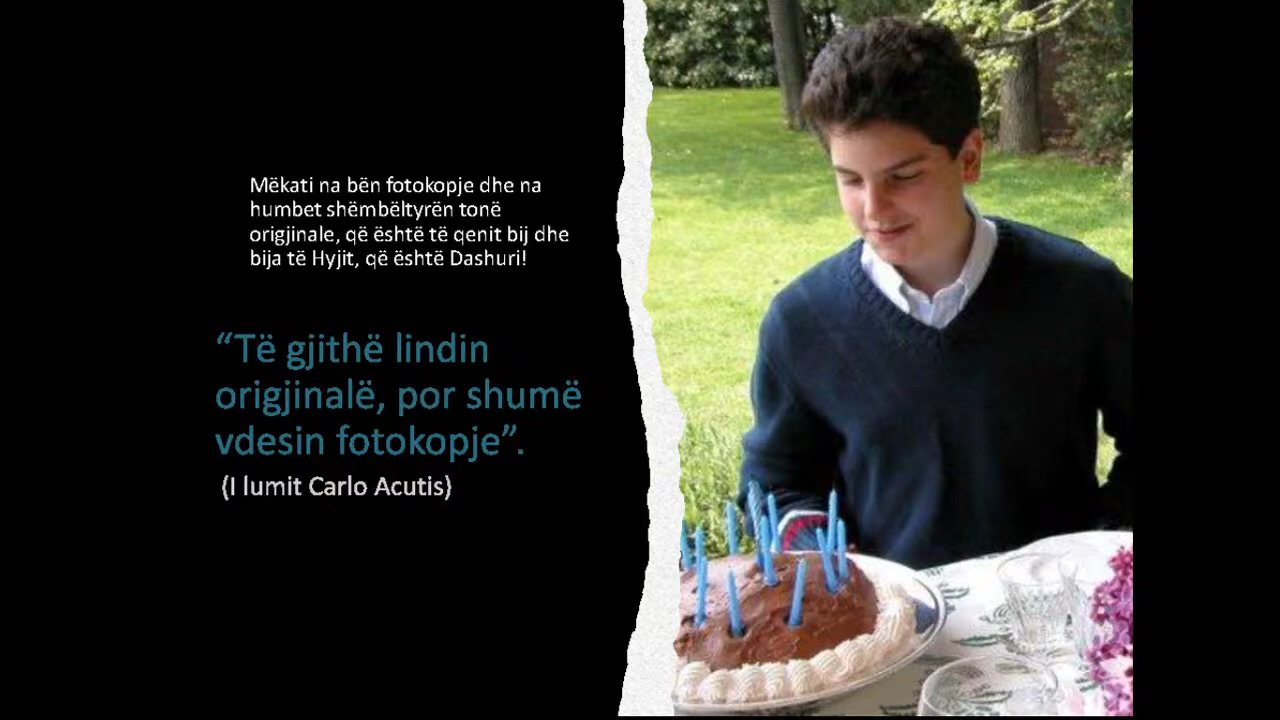 Mëkati na bën fotokopje dhe na
humbet shëmbëltyrën tonë
origjinale, që është të qenit bij dhe
bija të Hyjit, që është Dashuri!
“Të gjithë lindin
origjinalë, por shumë
vdesin fotokopje”.
(I lumit Carlo Acutis)